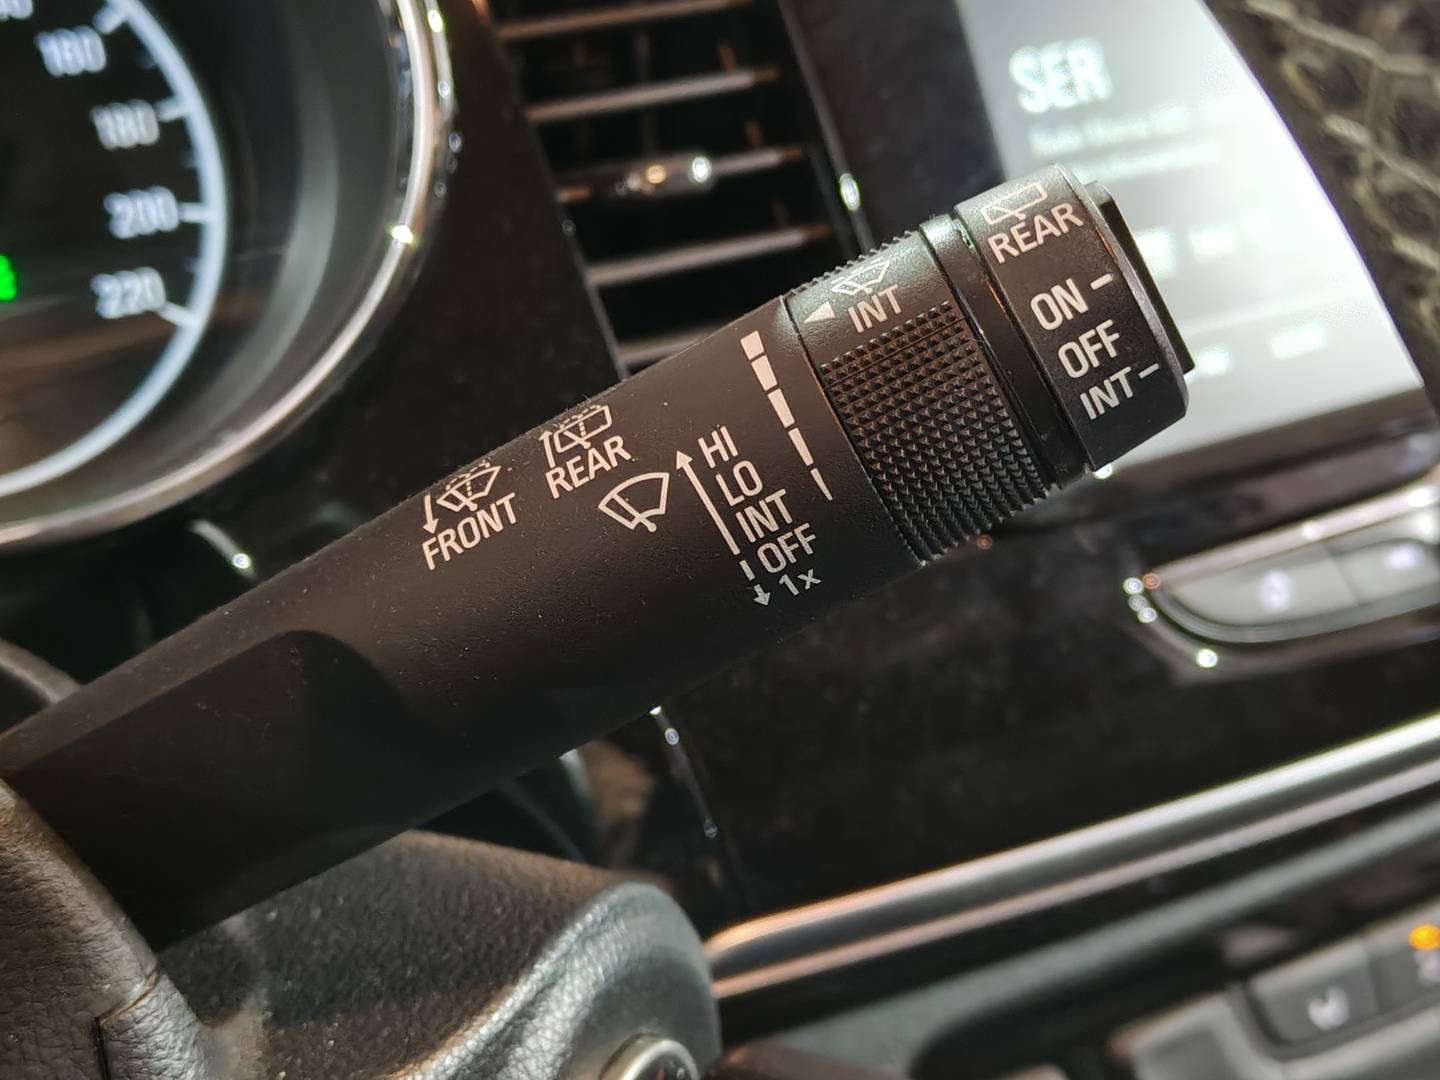 160
180
200
220
SER
REAR
ON
OFF
INT
INT
HI
LO
INT
OFF
1x
REAR
FRONT